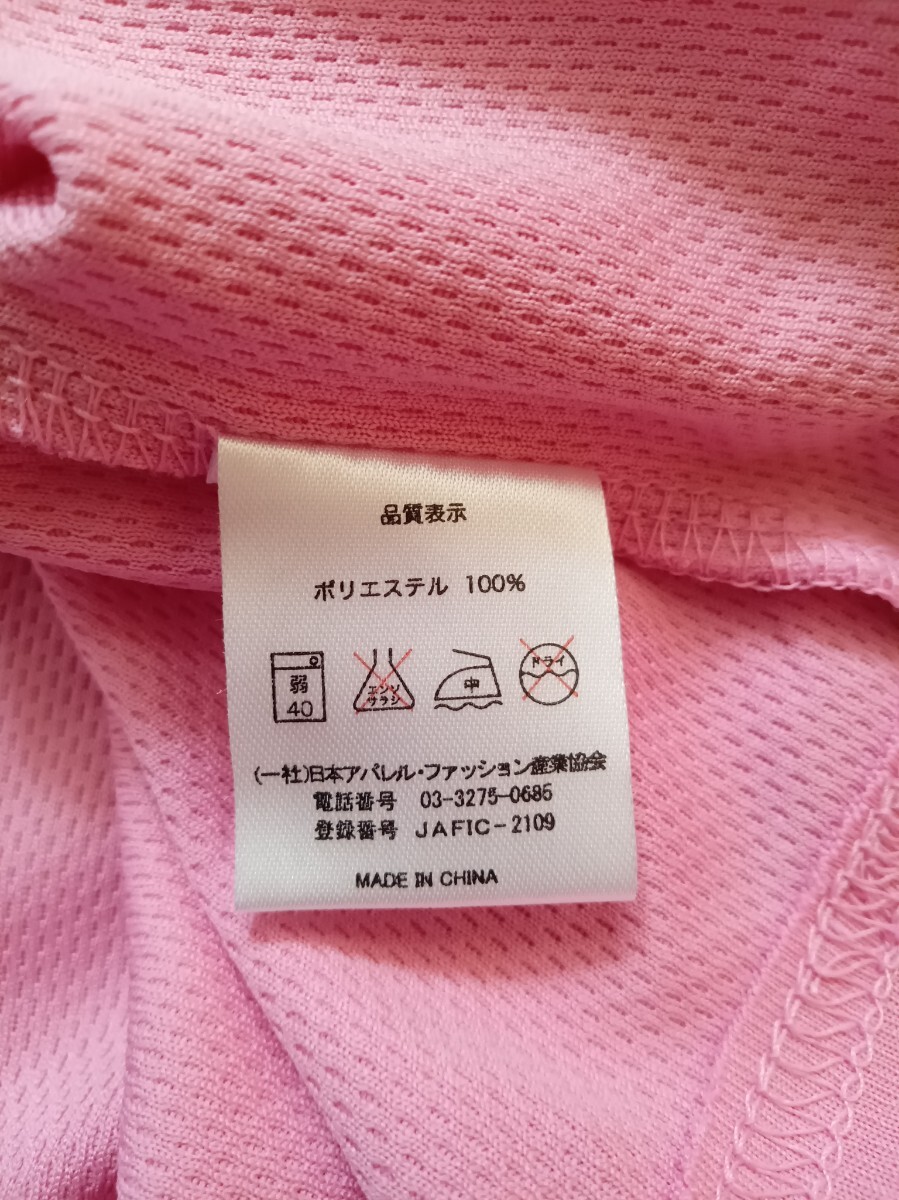 品質表示
ポリエステル 100%
弱
40
エンソ
サラシ
中
ドライ
(一社)日本アパレル・ファッション産業協会
電話番号 03-3275-0685
登録番号 JAFIC-2109
MADE IN CHINA